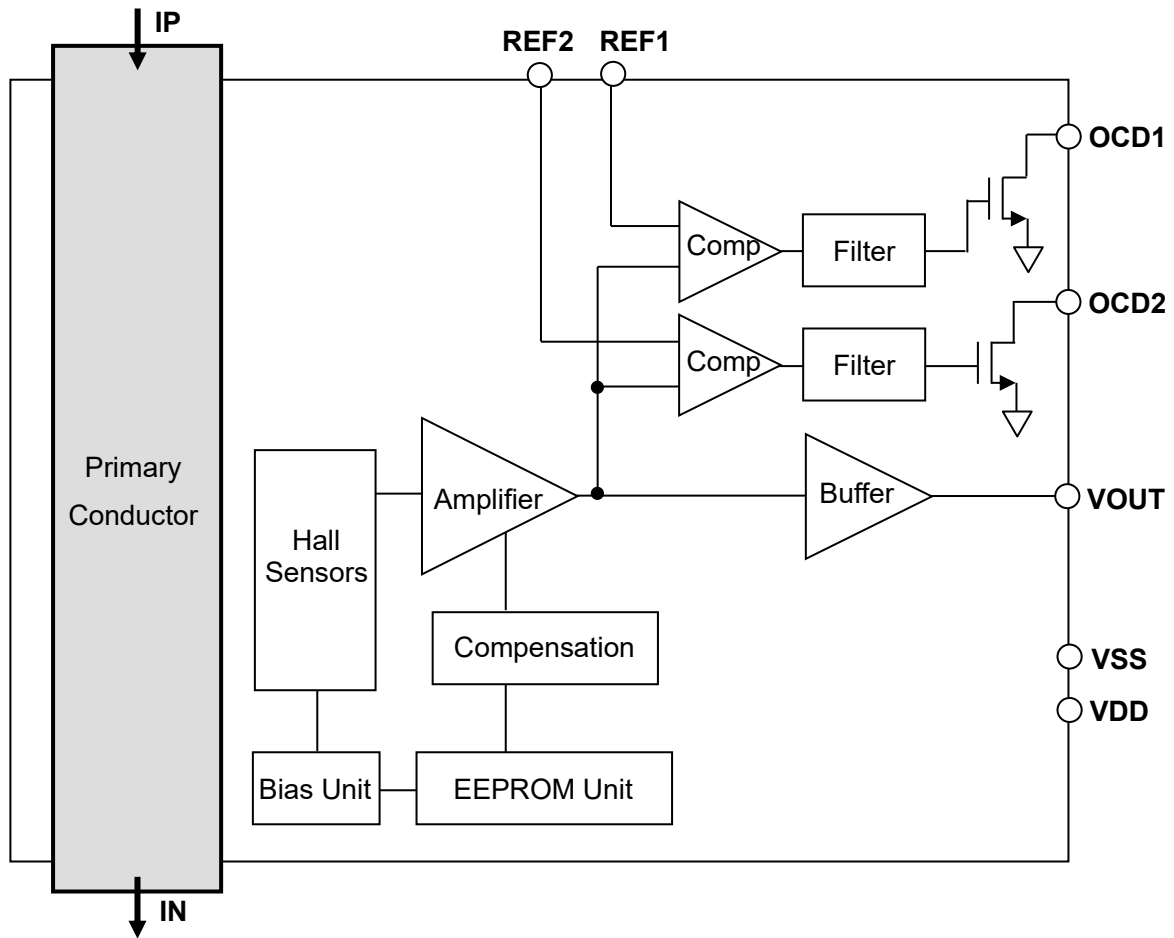 IP
REF2
REF1
OCD1
Comp
Filter
OCD2
Comp
Filter
Primary
Conductor
Hall
Sensors
Amplifier
Buffer
VOUT
Compensation
VSS
VDD
Bias Unit
EEPROM Unit
IN